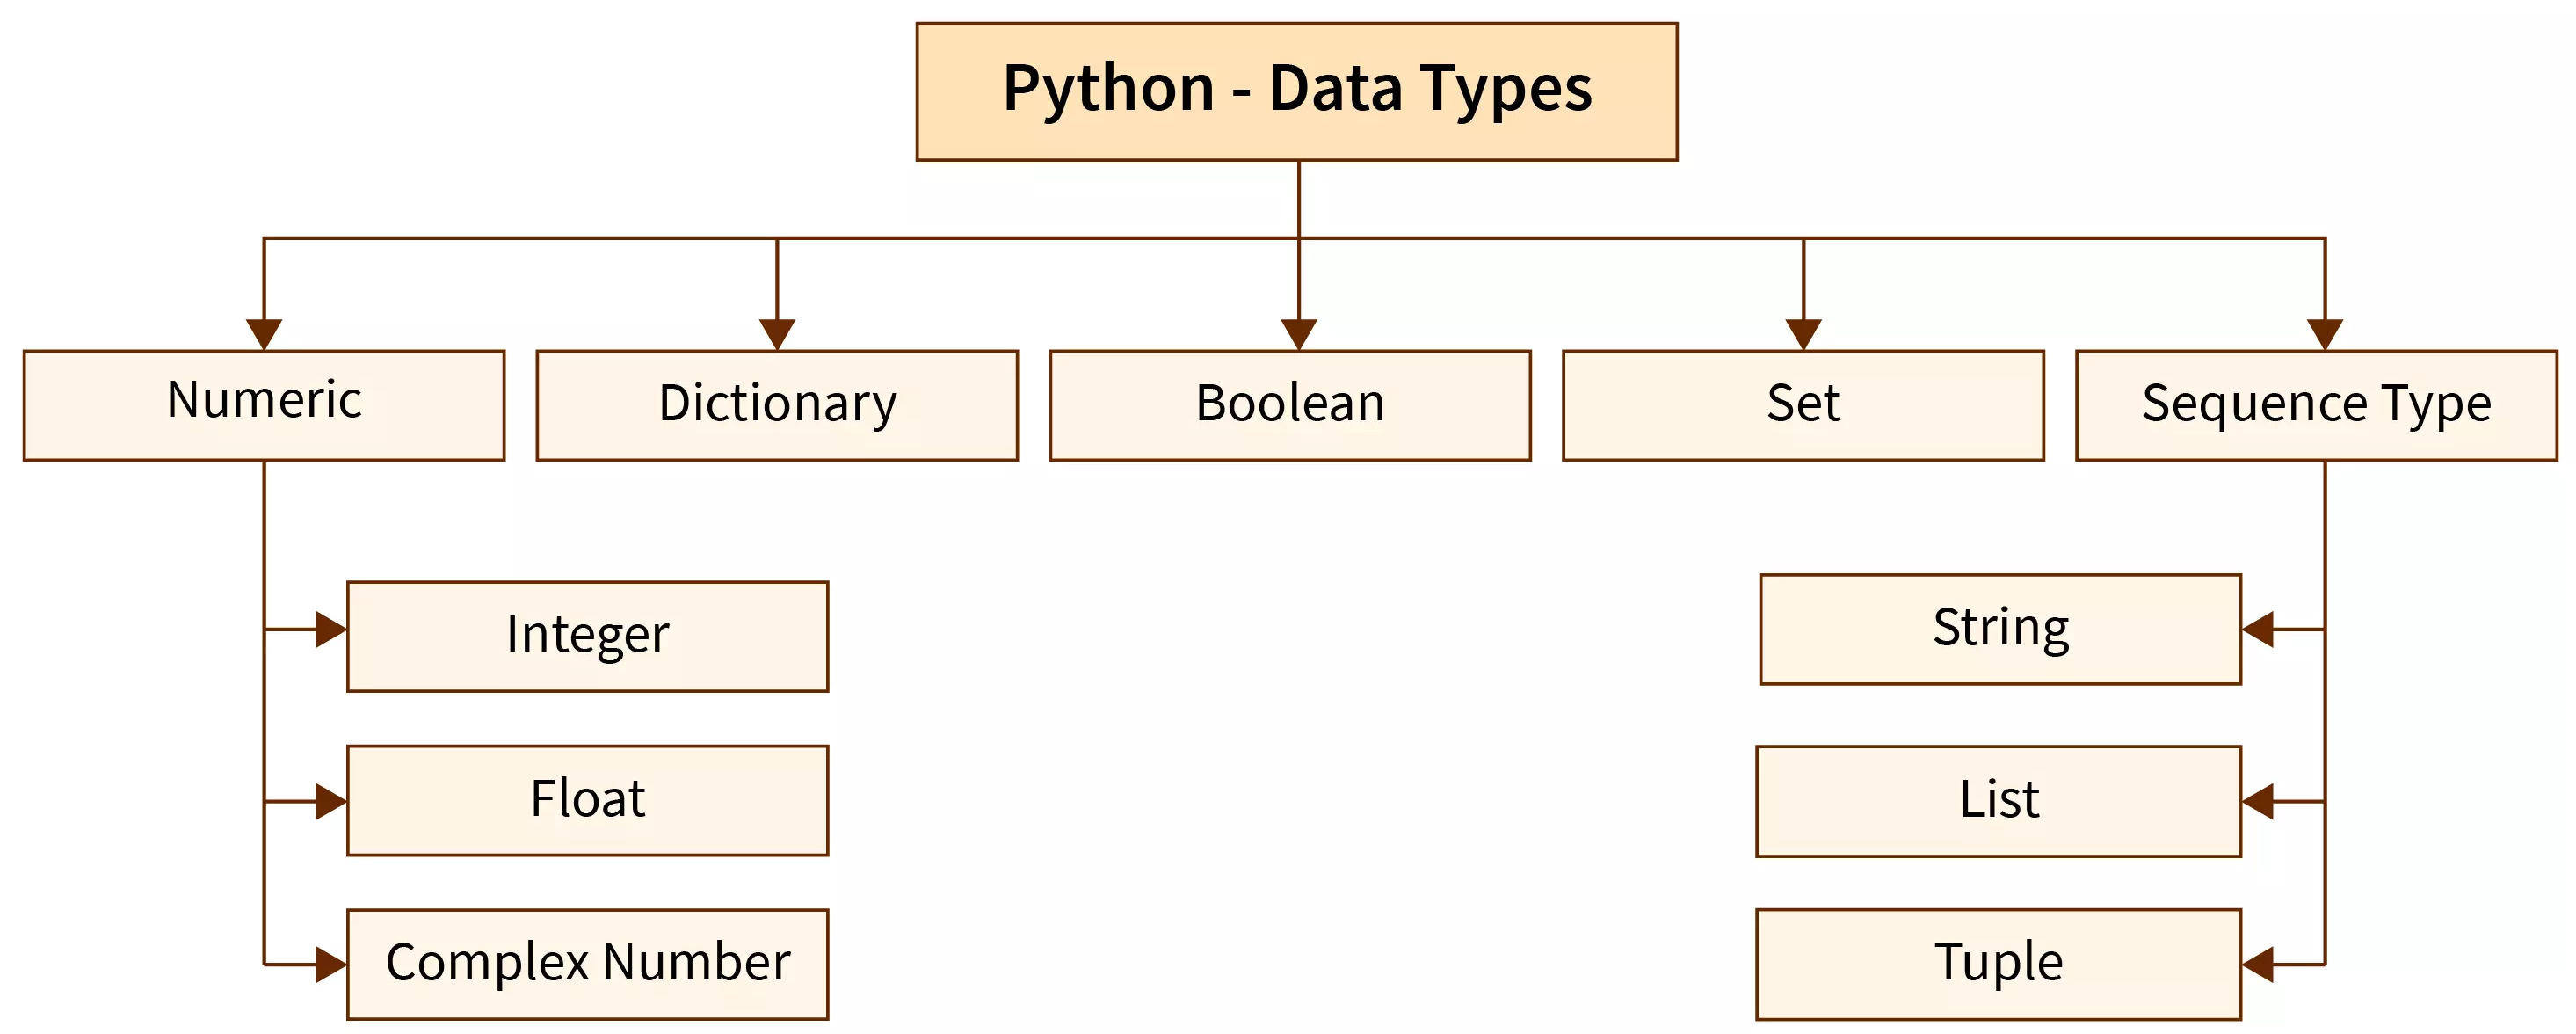 Python - Data Types
Numeric
Dictionary
Boolean
Set
Sequence Type
Integer
String
Float
List
Complex Number
Tuple